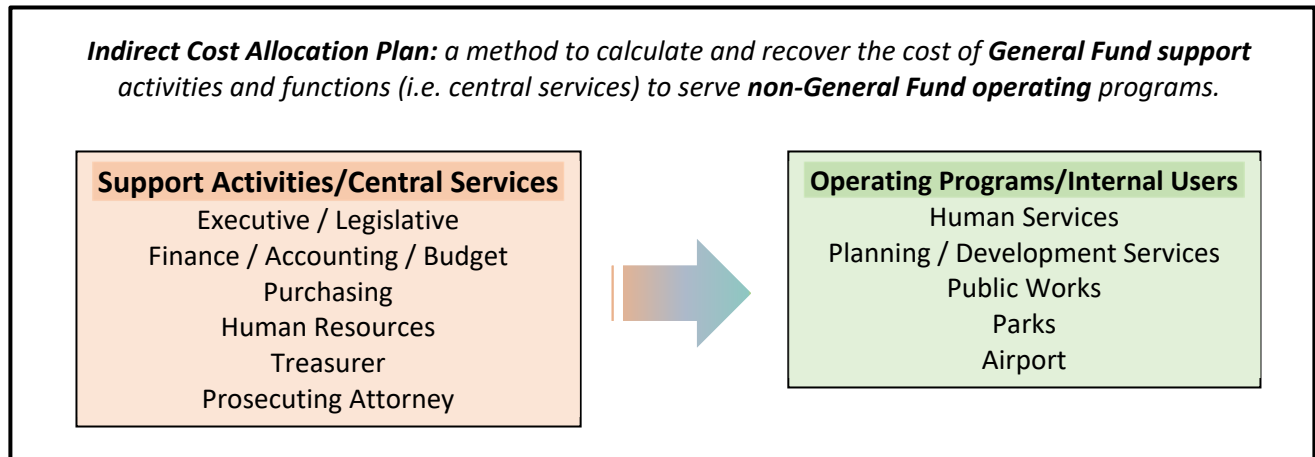 Indirect Cost Allocation Plan: a method to calculate and recover the cost of General Fund support
activities and functions (i.e. central services) to serve non-General Fund operating programs.
Support Activities/Central Services
Executive / Legislative
Finance / Accounting / Budget
Purchasing
Human Resources
Treasurer
Prosecuting Attorney
Operating Programs/Internal Users
Human Services
Planning / Development Services
Public Works
Parks
Airport